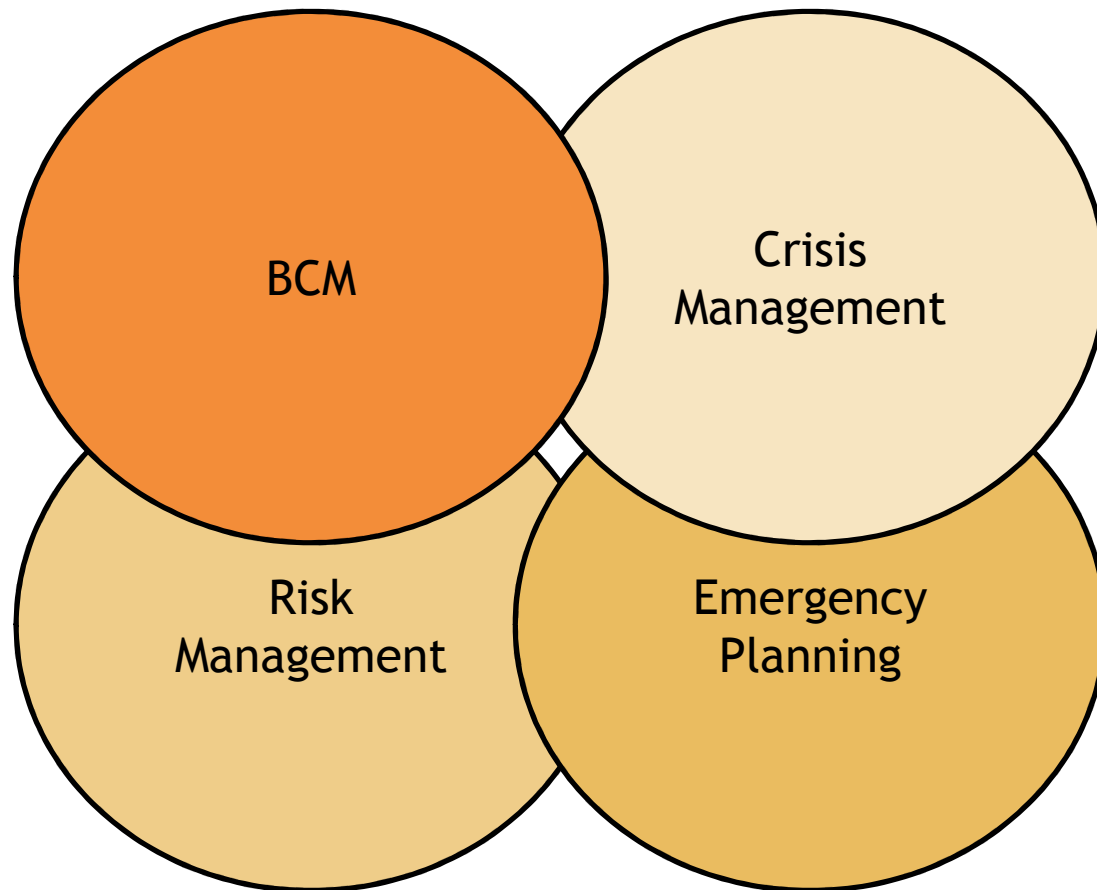 BCM
Crisis
Management
Risk
Management
Emergency
Planning